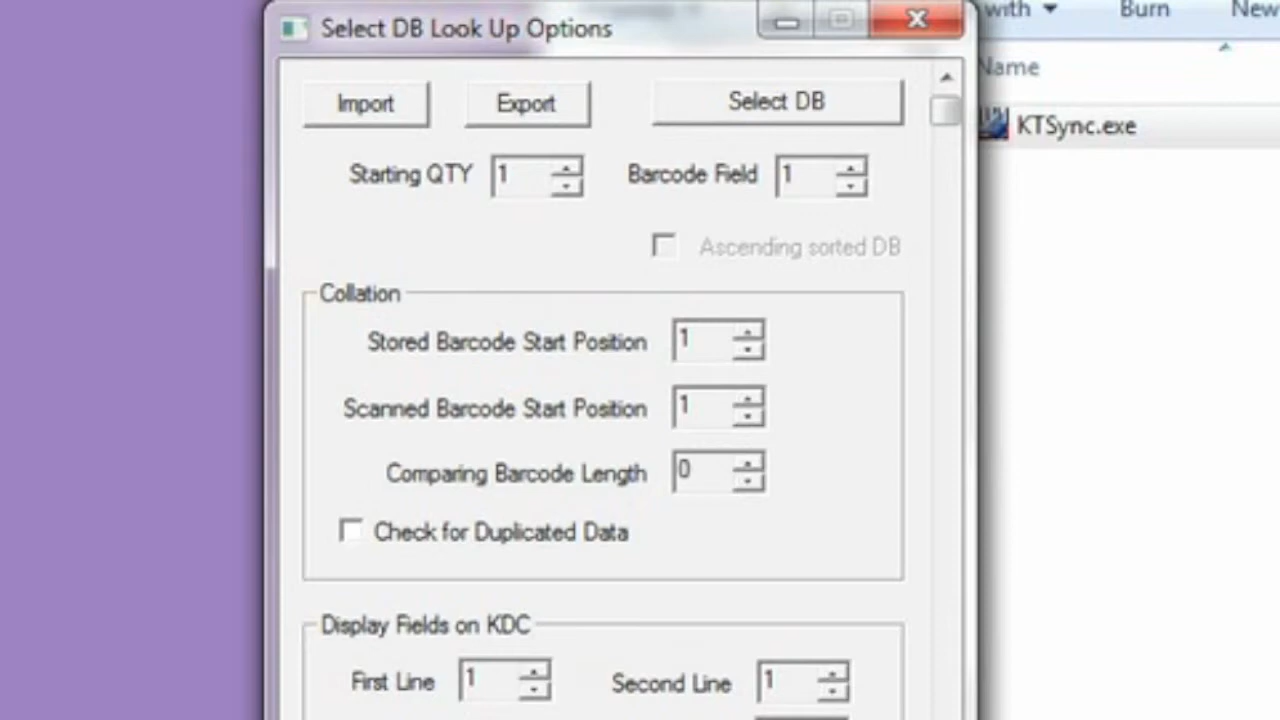 Select DB Look Up Options
with Burn New
Import Export Select DB
Name
KTSync.exe
Starting QTY 1 Barcode Field 1
Ascending sorted DB
Collation
Stored Barcode Start Position 1
Scanned Barcode Start Position 1
Comparing Barcode Length 0
Check for Duplicated Data
Display Fields on KDC
First Line 1 Second Line 1